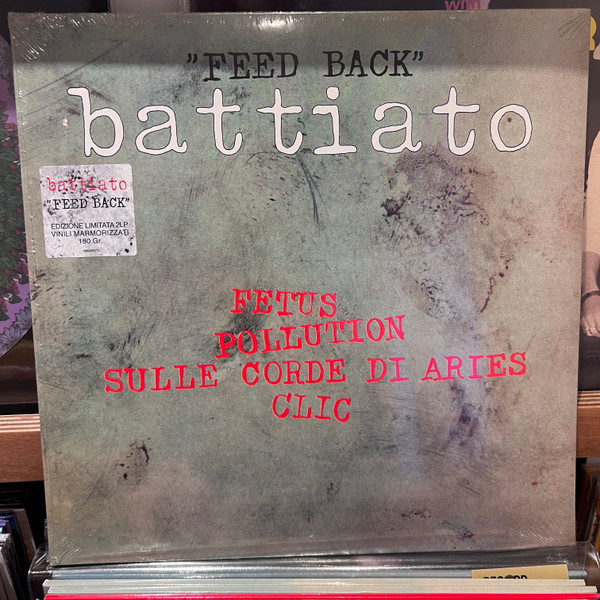 "FEED BACK"
battiato
battiato
"FEED BACK"
EDIZIONE LIMITATA 2LP
VINILI MARMORIZZATI
180 Gr.
FETUS
POLLUTION
SULLE CORDE DI ARIES
CLIC